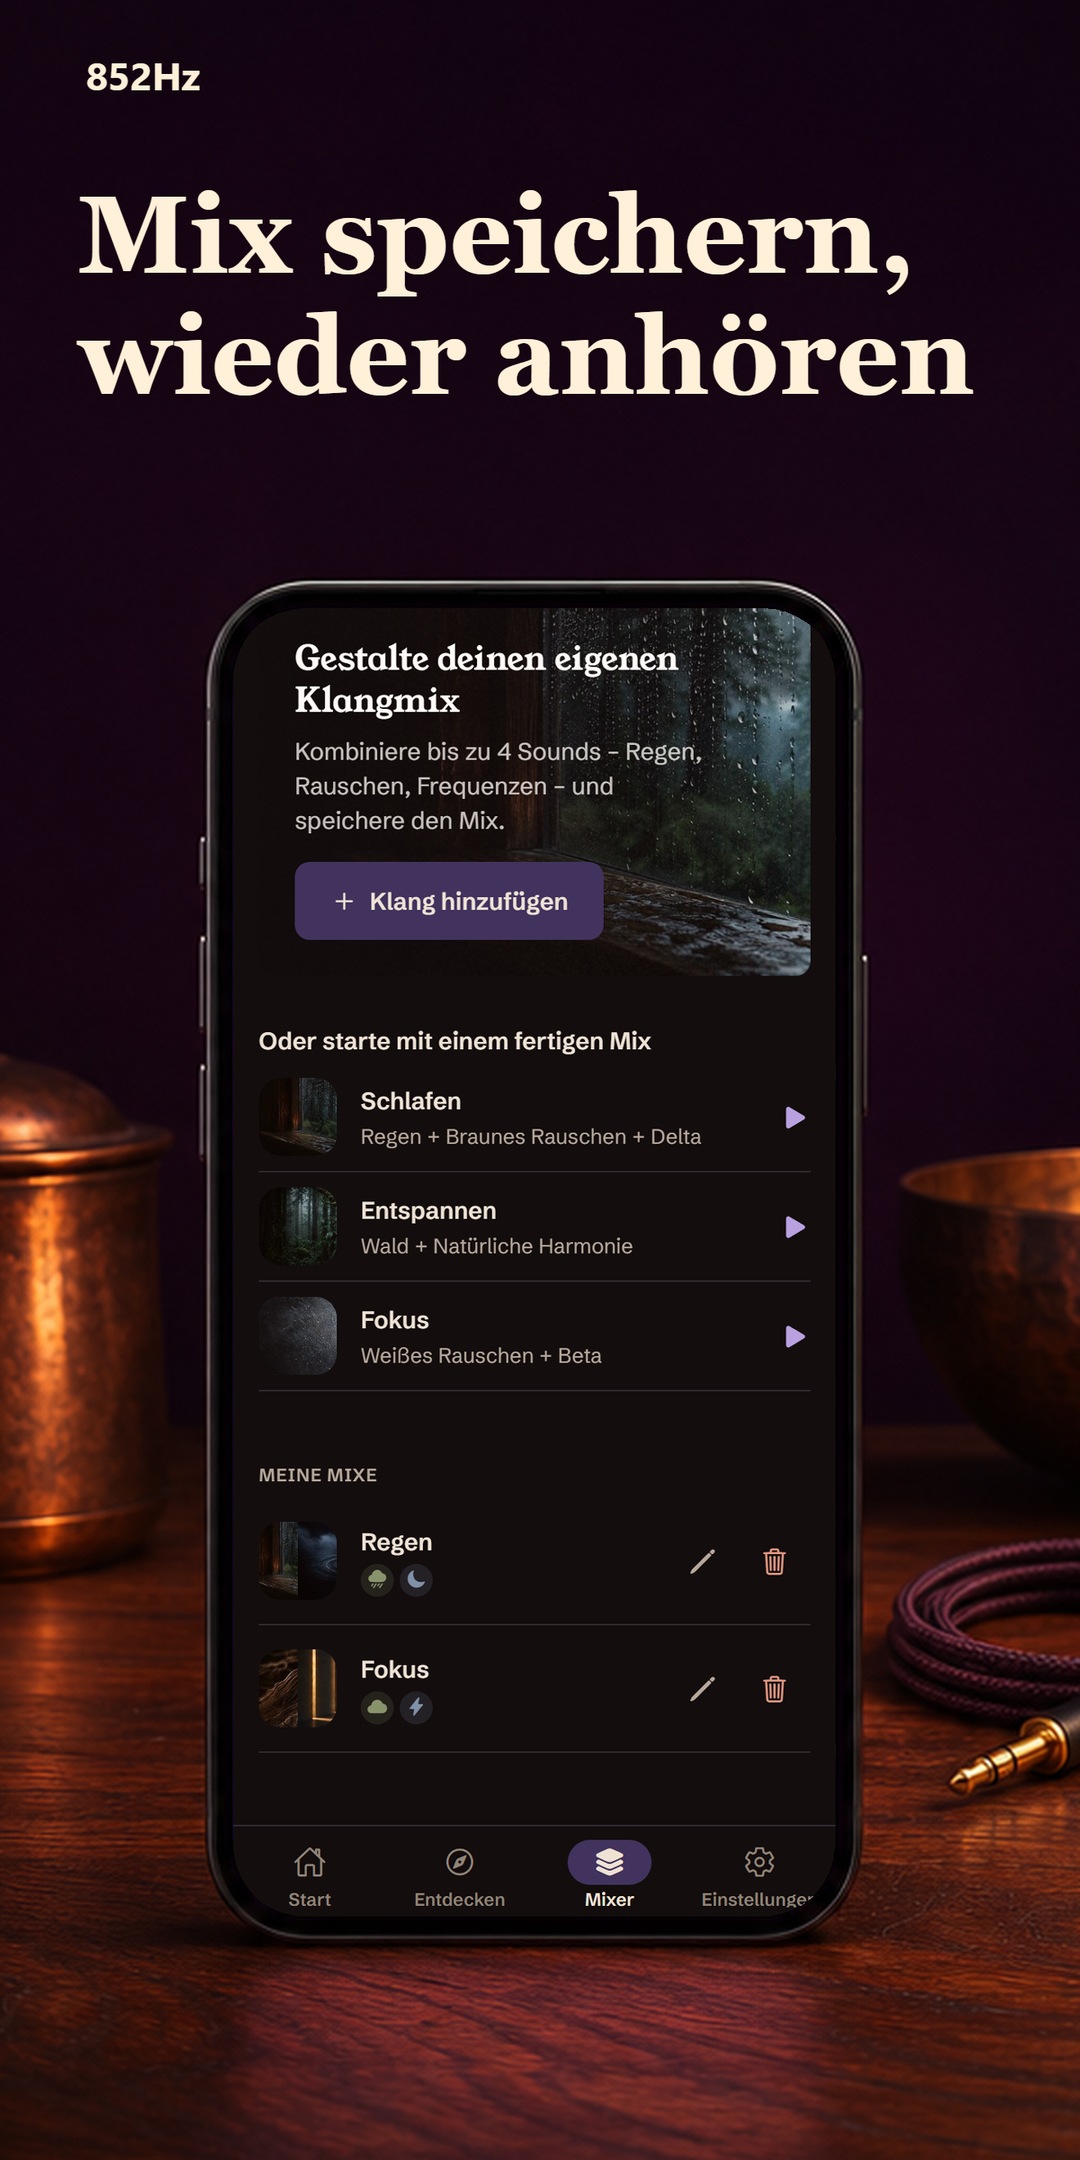 852Hz
Mix speichern,
wieder anhören
Gestalte deinen eigenen
Klangmix
Kombiniere bis zu 4 Sounds – Regen,
Rauschen, Frequenzen – und
speichere den Mix.
+ Klang hinzufügen
Oder starte mit einem fertigen Mix
Schlafen
Regen + Braunes Rauschen + Delta
Entspannen
Wald + Natürliche Harmonie
Fokus
Weißes Rauschen + Beta
MEINE MIXE
Regen
Fokus
Start Entdecken Mixer Einstellunger